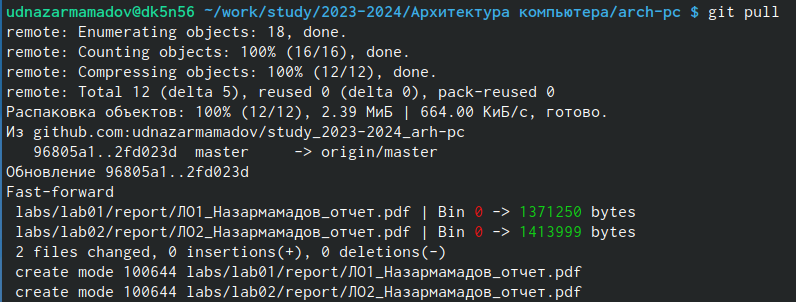 udnazarmamadov@dk5n56 ~/work/study/2023-2024/Архитектура компьютера/arch-pc $ git pull
remote: Enumerating objects: 18, done.
remote: Counting objects: 100% (16/16), done.
remote: Compressing objects: 100% (12/12), done.
remote: Total 12 (delta 5), reused 0 (delta 0), pack-reused 0
Распаковка объектов: 100% (12/12), 2.39 МиБ | 664.00 КиБ/с, готово.
Из github.com:udnazarmamadov/study_2023-2024_arh-pc
   96805a1..2fd023d  master     -> origin/master
Обновление 96805a1..2fd023d
Fast-forward
 labs/lab01/report/Л01_Назармамадов_отчет.pdf | Bin 0 -> 1371250 bytes
 labs/lab02/report/Л02_Назармамадов_отчет.pdf | Bin 0 -> 1413999 bytes
 2 files changed, 0 insertions(+), 0 deletions(-)
 create mode 100644 labs/lab01/report/Л01_Назармамадов_отчет.pdf
 create mode 100644 labs/lab02/report/Л02_Назармамадов_отчет.pdf